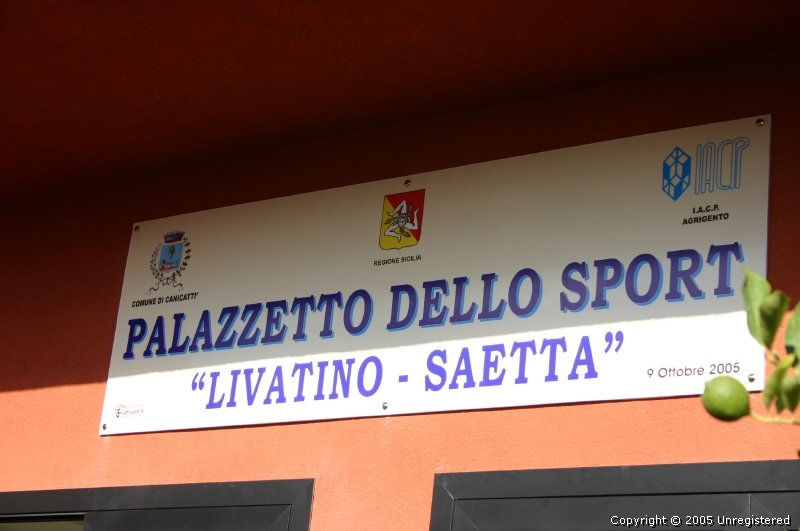 IACP
I.A.C.P.
AGRIGENTO
REGIONE SICILIA
COMUNE DI CANICATTI'
PALAZZETTO DELLO SPORT
“LIVATINO - SAETTA”
9 Ottobre 2005
Copyright © 2005 Unregistered